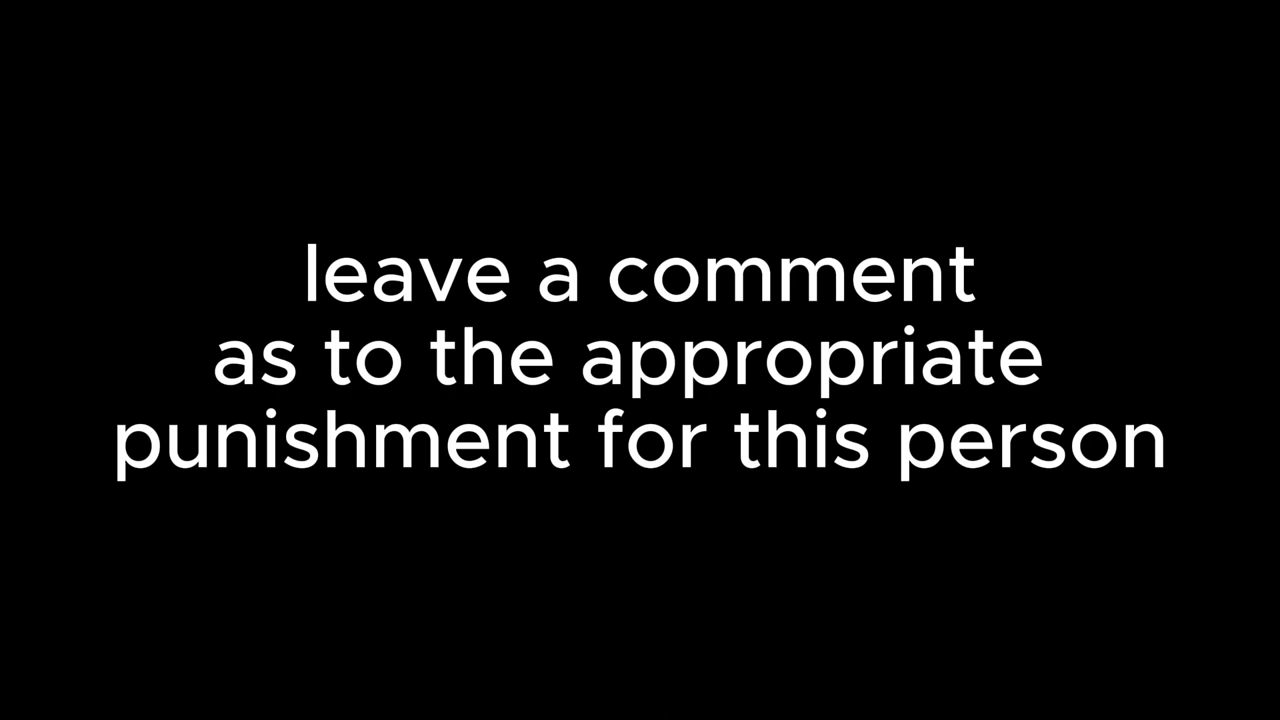 leave a comment
as to the appropriate
punishment for this person